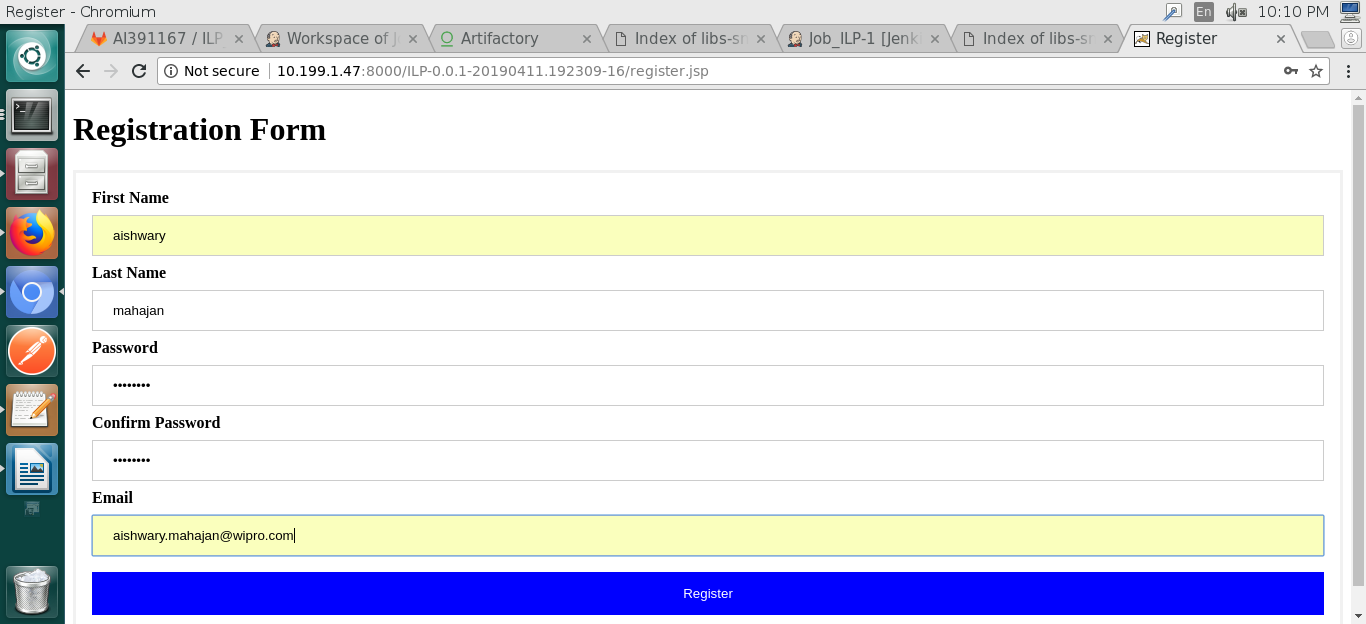 Register - Chromium
En
10:10 PM
AI391167 / ILP
Workspace of J
Artifactory
Index of libs-sn
Job_ILP-1 [Jenk
Index of libs-sn
Register
Not secure
10.199.1.47:8000/ILP-0.0.1-20190411.192309-16/register.jsp
Registration Form
First Name
aishwary
Last Name
mahajan
Password
••••••••
Confirm Password
••••••••
Email
aishwary.mahajan@wipro.com
Register